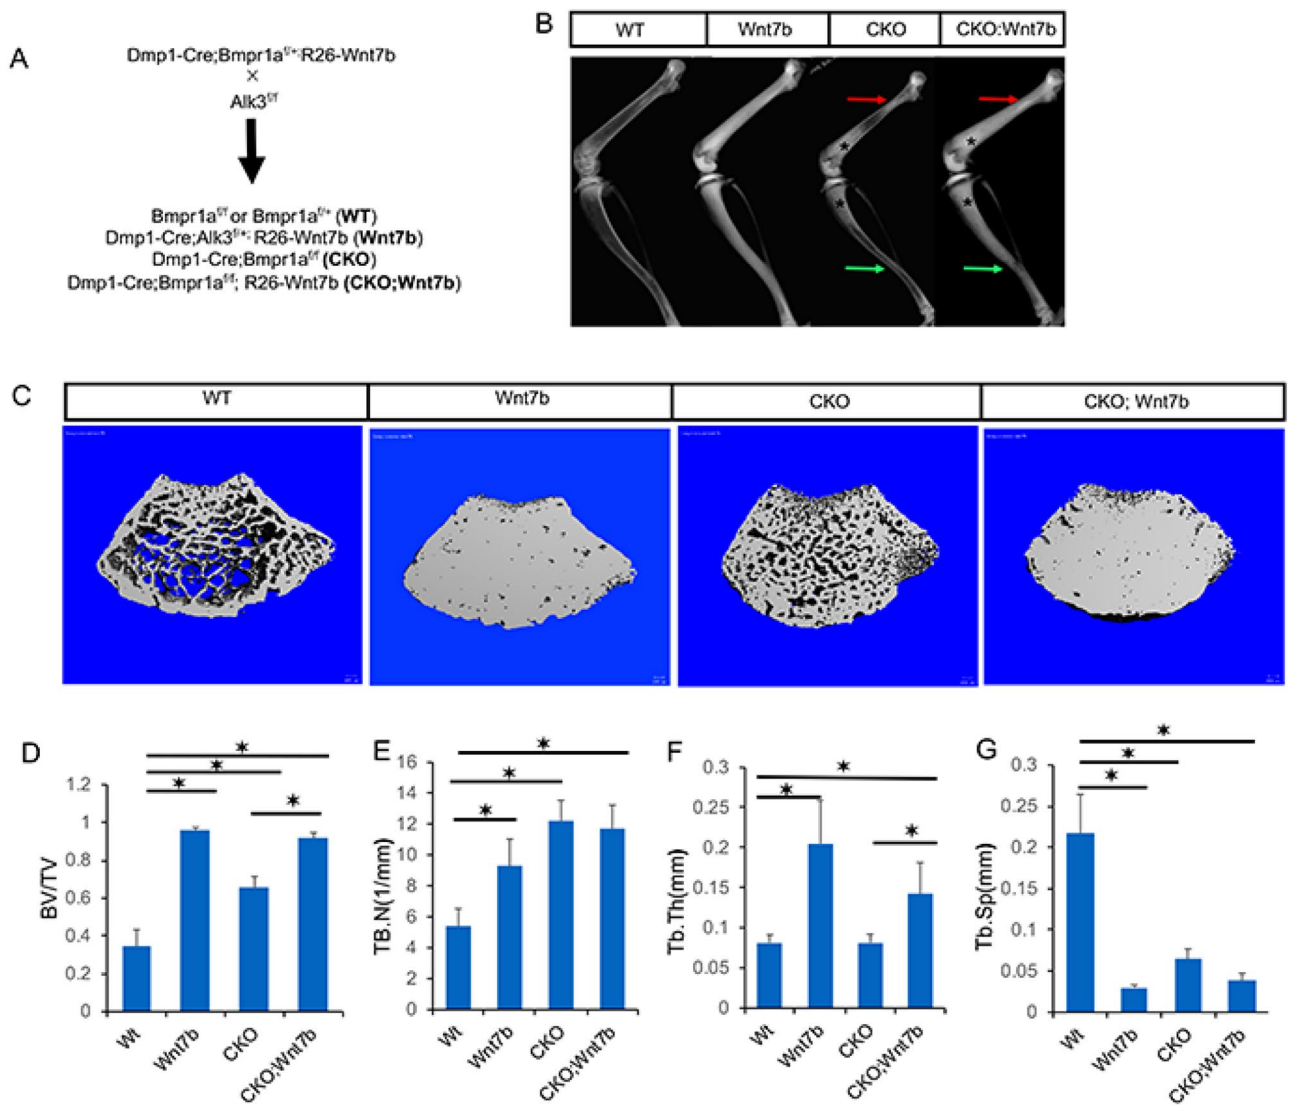 A
Dmp1-Cre;Bmpr1a^f/+;R26-Wnt7b
×
Alk3^f/f
Bmpr1a^f/f or Bmpr1a^f/+ (WT)
Dmp1-Cre;Alk3^f/+; R26-Wnt7b (Wnt7b)
Dmp1-Cre;Bmpr1a^f/f (CKO)
Dmp1-Cre;Bmpr1a^f/f; R26-Wnt7b (CKO;Wnt7b)
B
WT Wnt7b CKO CKO:Wnt7b
* *
* *
C
WT Wnt7b CKO CKO; Wnt7b
D
* * * *
BV/TV
1.2
1
0.8
0.6
0.4
0.2
0
Wt Wnt7b CKO CKO;Wnt7b
E
* * *
TB.N(1/mm)
16
14
12
10
8
6
4
2
0
Wt Wnt7b CKO CKO;Wnt7b
F
* * *
Tb.Th(mm)
0.3
0.25
0.2
0.15
0.1
0.05
0
Wt Wnt7b CKO CKO;Wnt7b
G
* * *
Tb.Sp(mm)
0.3
0.25
0.2
0.15
0.1
0.05
0
Wt Wnt7b CKO CKO;Wnt7b